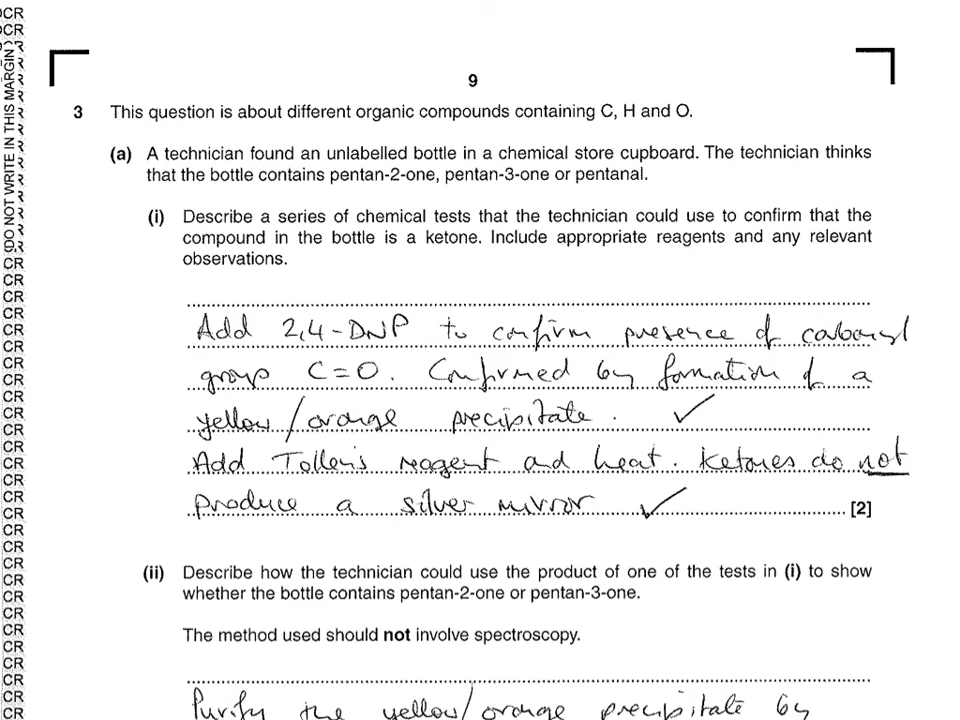 9
3 This question is about different organic compounds containing C, H and O.
(a) A technician found an unlabelled bottle in a chemical store cupboard. The technician thinks
that the bottle contains pentan-2-one, pentan-3-one or pentanal.
(i) Describe a series of chemical tests that the technician could use to confirm that the
compound in the bottle is a ketone. Include appropriate reagents and any relevant
observations.
Add 2,4-DNP to confirm presence of carbonyl
group C=O. Confirmed by formation of a
yellow/orange precipitate. ✓
Add Tollen's reagent and heat. Ketones do not
produce a silver mirror ✓ [2]
(ii) Describe how the technician could use the product of one of the tests in (i) to show
whether the bottle contains pentan-2-one or pentan-3-one.
The method used should not involve spectroscopy.
Purify the yellow/orange precipitate by
DO NOT WRITE IN THIS MARGIN